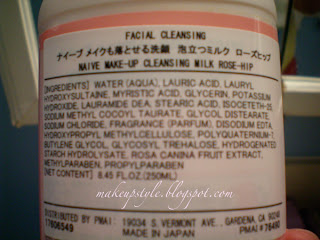 FACIAL CLEANSING
ナイーブ メイクも落とせる洗顔 泡立つミルク ローズヒップ
NAIVE MAKE-UP CLEANSING MILK ROSE-HIP
[INGREDIENTS] WATER (AQUA), LAURIC ACID, LAURYL
HYDROXYSULTAINE, MYRISTIC ACID, GLYCERIN, POTASSIUM
HYDROXIDE, LAURAMIDE DEA, STEARIC ACID, ISOCETETH-25,
SODIUM METHYL COCOYL TAURATE, GLYCOL DISTEARATE,
SODIUM CHLORIDE, FRAGRANCE (PARFUM), DISODIUM EDTA,
HYDROXYPROPYL METHYLCELLULOSE, POLYQUATERNIUM-
BUTYLENE GLYCOL, GLYCOSYL TREHALOSE, HYDROGENATED
STARCH HYDROLYSATE, ROSA CANINA FRUIT EXTRACT,
METHYLPARABEN, PROPYLPARABEN
[NET CONTENT] 8.45 FL.OZ.(250ML)
makeupstyle.blogspot.com
DISTRIBUTED BY PMAI: 19034 S. VERMONT AVE., GARDENA, CA 90248
17606549 MADE IN JAPAN PMAI# 76490